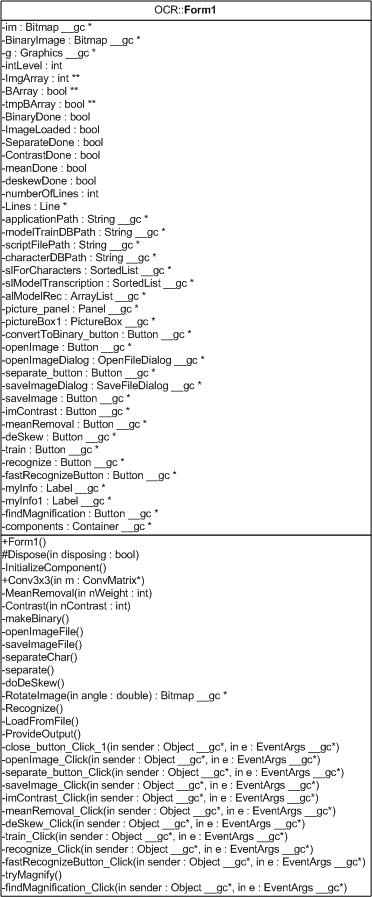 OCR::Form1
-im : Bitmap __gc *
-BinaryImage : Bitmap __gc *
-g : Graphics __gc *
-intLevel : int
-ImgArray : int **
-BArray : bool **
-tmpBArray : bool **
-BinaryDone : bool
-ImageLoaded : bool
-SeparateDone : bool
-ContrastDone : bool
-meanDone : bool
-deskewDone : bool
-numberOfLines : int
-Lines : Line *
-applicationPath : String __gc *
-modelTrainDBPath : String __gc *
-scriptFilePath : String __gc *
-characterDBPath : String __gc *
-slForCharacters : SortedList __gc *
-slModelTranscription : SortedList __gc *
-alModelRec : ArrayList __gc *
-picture_panel : Panel __gc *
-pictureBox1 : PictureBox __gc *
-convertToBinary_button : Button __gc *
-openImage : Button __gc *
-openImageDialog : OpenFileDialog __gc *
-separate_button : Button __gc *
-saveImageDialog : SaveFileDialog __gc *
-saveImage : Button __gc *
-imContrast : Button __gc *
-meanRemoval : Button __gc *
-deSkew : Button __gc *
-train : Button __gc *
-recognize : Button __gc *
-fastRecognizeButton : Button __gc *
-myInfo : Label __gc *
-myInfo1 : Label __gc *
-findMagnification : Button __gc *
-components : Container __gc *
+Form1()
#Dispose(in disposing : bool)
-InitializeComponent()
+Conv3x3(in m : ConvMatrix*)
-MeanRemoval(in nWeight : int)
-Contrast(in nContrast : int)
-makeBinary()
-openImageFile()
-saveImageFile()
-separateChar()
-separate()
-doDeSkew()
-RotateImage(in angle : double) : Bitmap __gc *
-Recognize()
-LoadFromFile()
-ProvideOutput()
-close_button_Click_1(in sender : Object __gc*, in e : EventArgs __gc*)
-openImage_Click(in sender : Object __gc*, in e : EventArgs __gc*)
-separate_button_Click(in sender : Object __gc*, in e : EventArgs __gc*)
-saveImage_Click(in sender : Object __gc*, in e : EventArgs __gc*)
-imContrast_Click(in sender : Object __gc*, in e : EventArgs __gc*)
-meanRemoval_Click(in sender : Object __gc*, in e : EventArgs __gc*)
-deSkew_Click(in sender : Object __gc*, in e : EventArgs __gc*)
-train_Click(in sender : Object __gc*, in e : EventArgs __gc*)
-recognize_Click(in sender : Object __gc*, in e : EventArgs __gc*)
-fastRecognizeButton_Click(in sender : Object __gc*, in e : EventArgs __gc*)
-tryMagnify()
-findMagnification_Click(in sender : Object __gc*, in e : EventArgs __gc*)